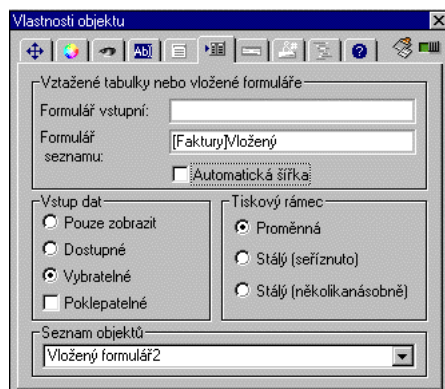 Vlastnosti objektu
Ab
Vztažené tabulky nebo vložené formuláře
Formulář vstupní:
Formulář seznamu:
[Faktury]Vložený
Automatická šířka
Vstup dat
Pouze zobrazit
Dostupné
Vybratelné
Poklepatelné
Tiskový rámec
Proměnná
Stálý (seříznuto)
Stálý (několikanásobně)
Seznam objektů
Vložený formulář2